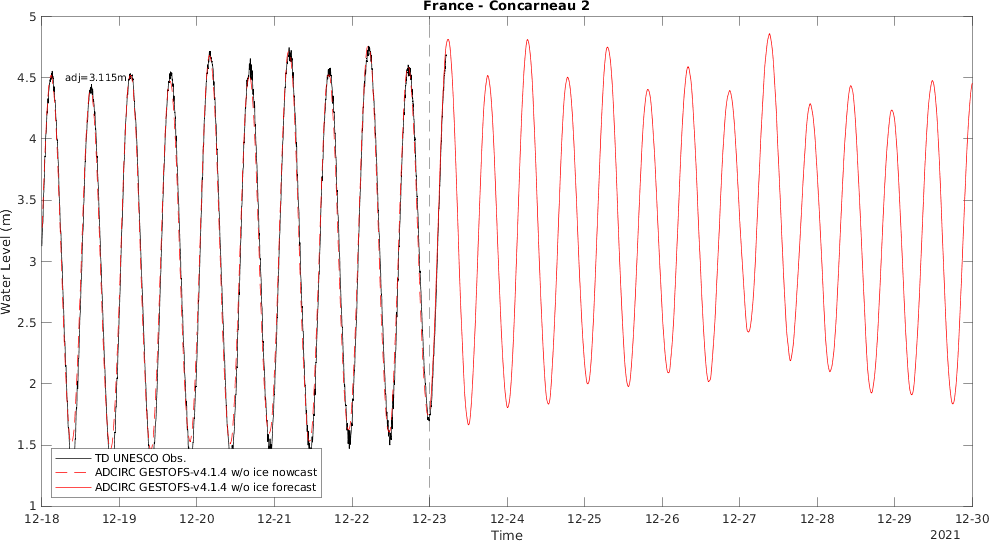 France - Concarneau 2
5
4.5
4
3.5
3
2.5
2
1.5
1
Water Level (m)
adj=3.115m
TD UNESCO Obs.
ADCIRC GESTOFS-v4.1.4 w/o ice nowcast
ADCIRC GESTOFS-v4.1.4 w/o ice forecast
12-18 12-19 12-20 12-21 12-22 12-23 12-24 12-25 12-26 12-27 12-28 12-29 12-30
Time
2021